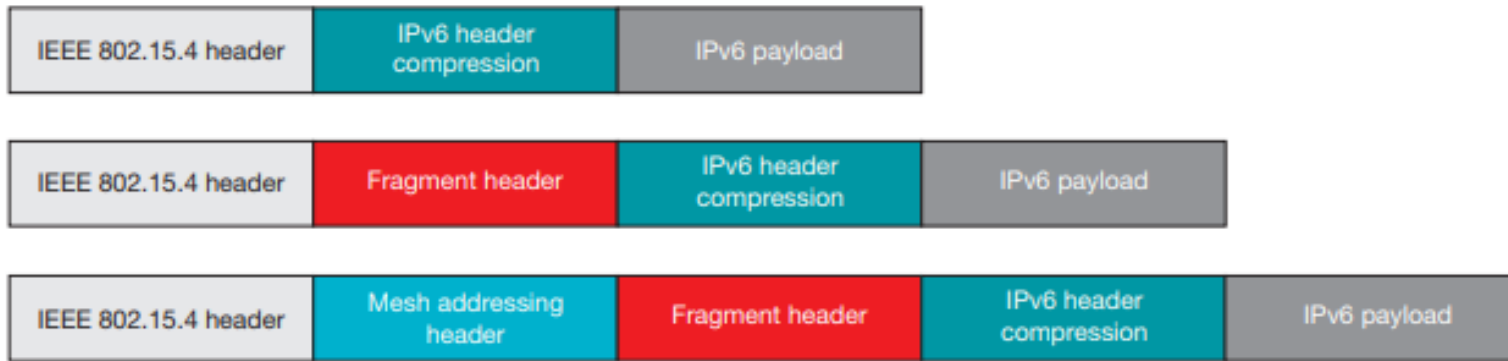 IEEE 802.15.4 header
IPv6 header
compression
IPv6 payload
IEEE 802.15.4 header
Fragment header
IPv6 header
compression
IPv6 payload
IEEE 802.15.4 header
Mesh addressing
header
Fragment header
IPv6 header
compression
IPv6 payload